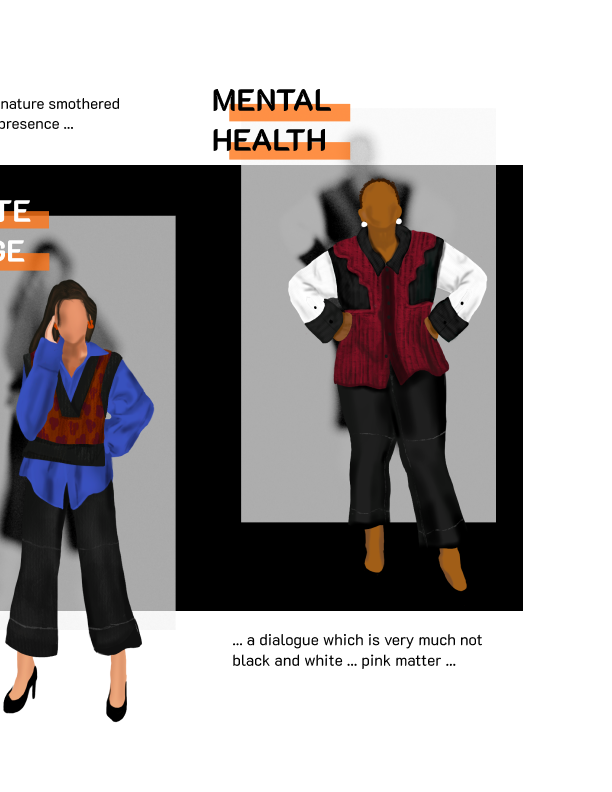 nature smothered
presence ...
MENTAL
HEALTH
TE
GE
... a dialogue which is very much not
black and white ... pink matter ...